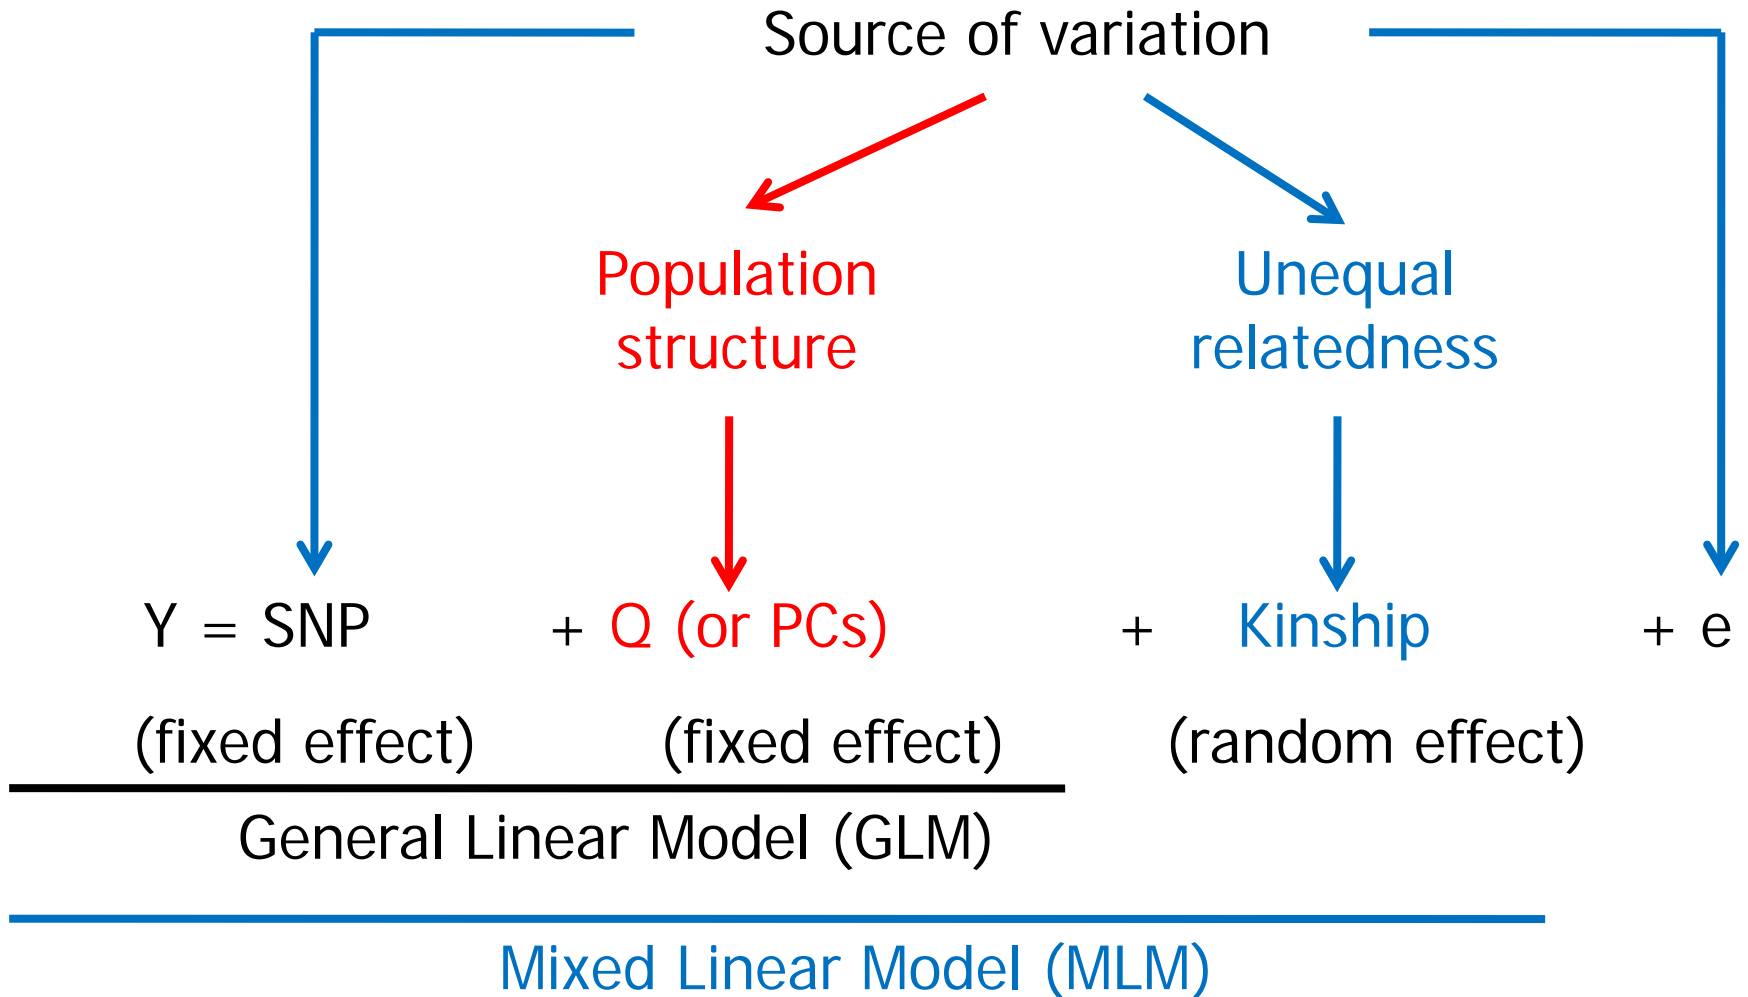 Source of variation
Population
structure
Unequal
relatedness
Y = SNP + Q (or PCs) + Kinship + e
(fixed effect) (fixed effect) (random effect)
General Linear Model (GLM)
Mixed Linear Model (MLM)